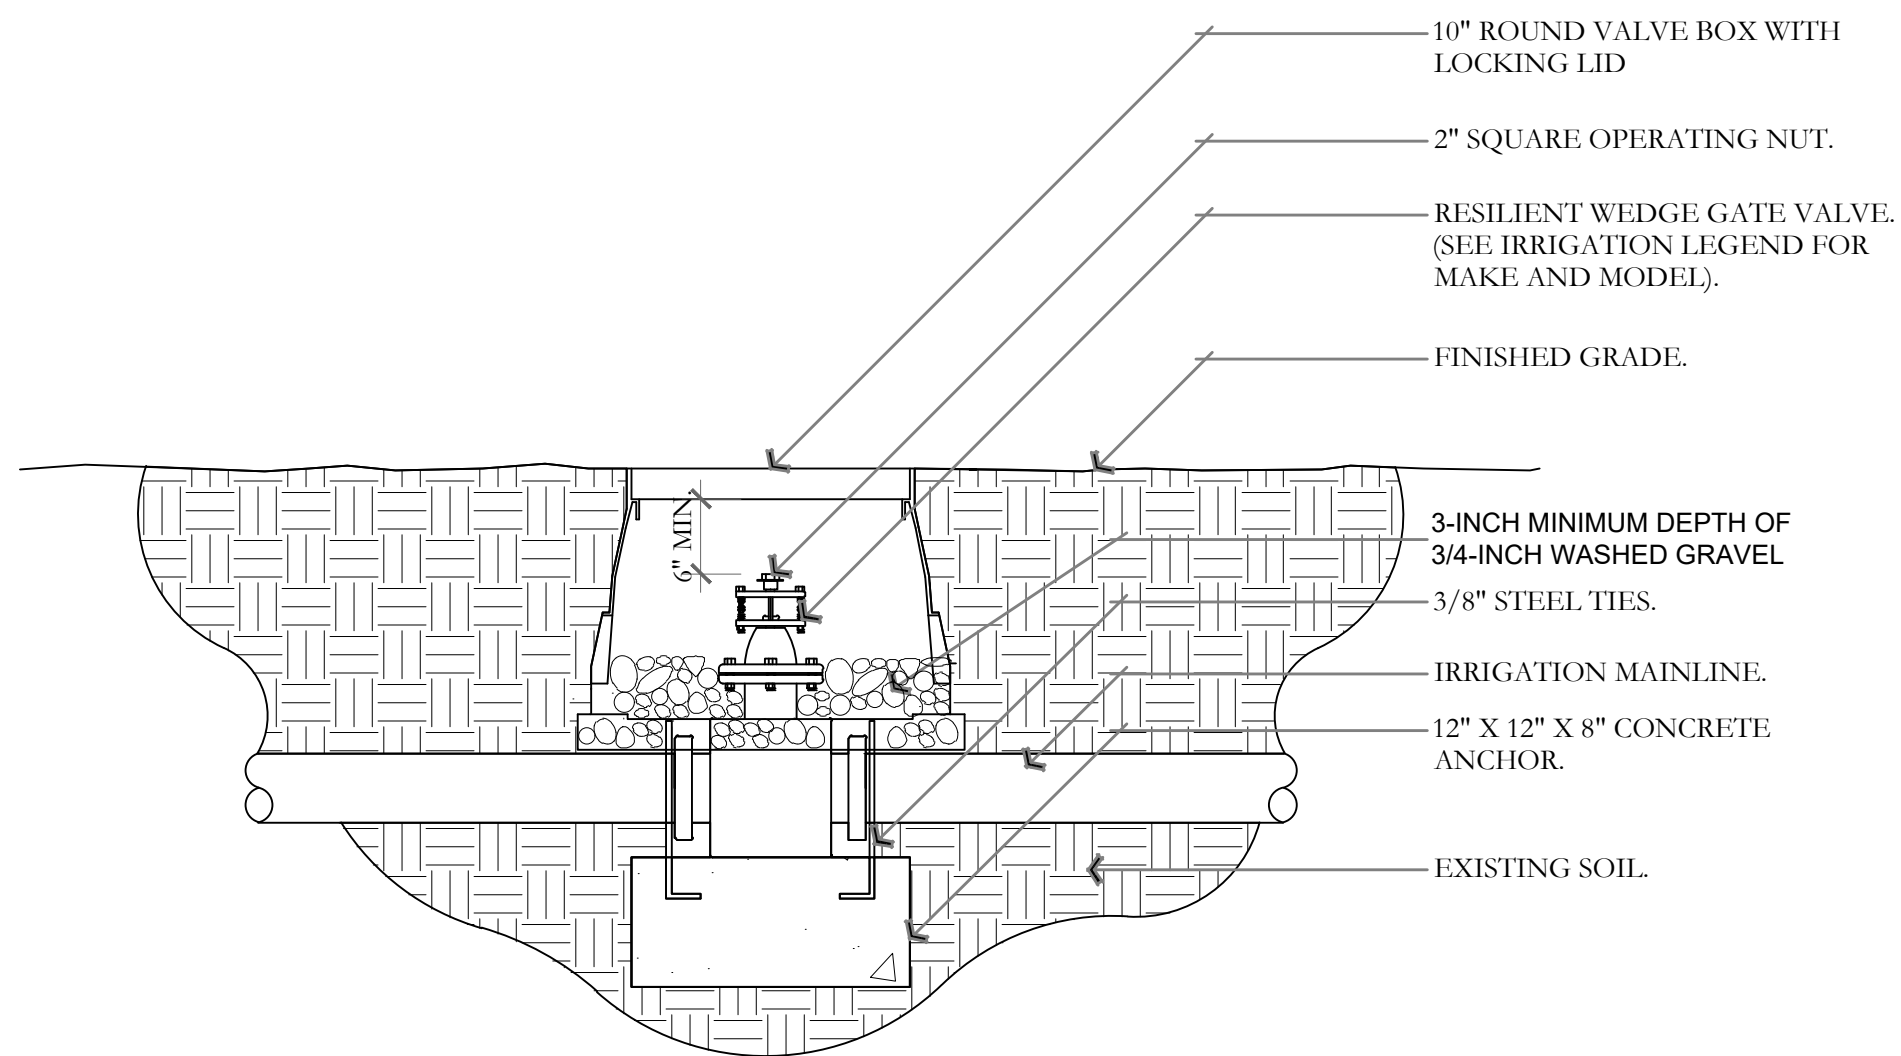 10" ROUND VALVE BOX WITH
LOCKING LID
2" SQUARE OPERATING NUT.
RESILIENT WEDGE GATE VALVE.
(SEE IRRIGATION LEGEND FOR
MAKE AND MODEL).
FINISHED GRADE.
6" MIN.
3-INCH MINIMUM DEPTH OF
3/4-INCH WASHED GRAVEL
3/8" STEEL TIES.
IRRIGATION MAINLINE.
12" X 12" X 8" CONCRETE
ANCHOR.
EXISTING SOIL.